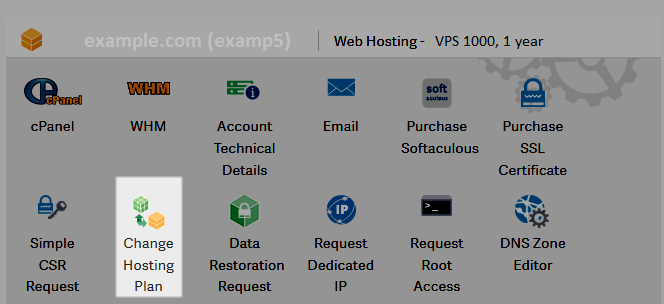 example.com (examp5) Web Hosting - VPS 1000, 1 year
cPanel WHM soft aculous
cPanel WHM Account Technical Details Email Purchase Softaculous Purchase SSL Certificate
IP >_
Simple CSR Request Change Hosting Plan Data Restoration Request Request Dedicated IP Request Root Access DNS Zone Editor